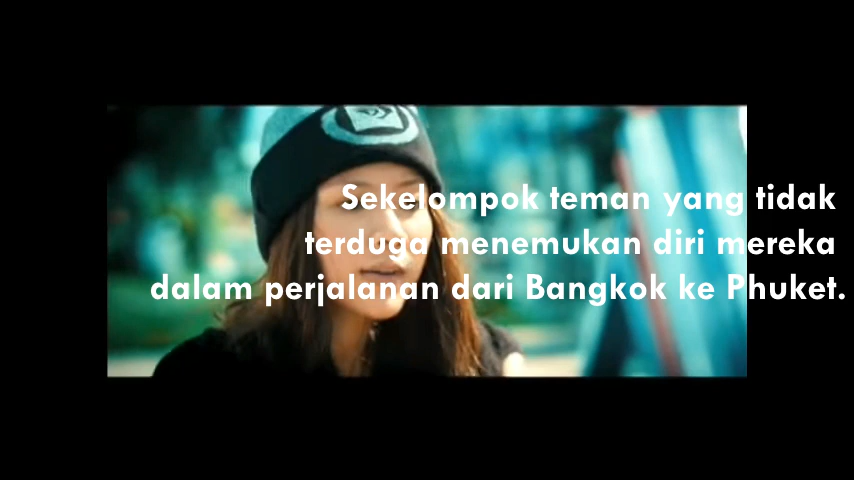 Sekelompok teman yang tidak
terduga menemukan diri mereka
dalam perjalanan dari Bangkok ke Phuket.